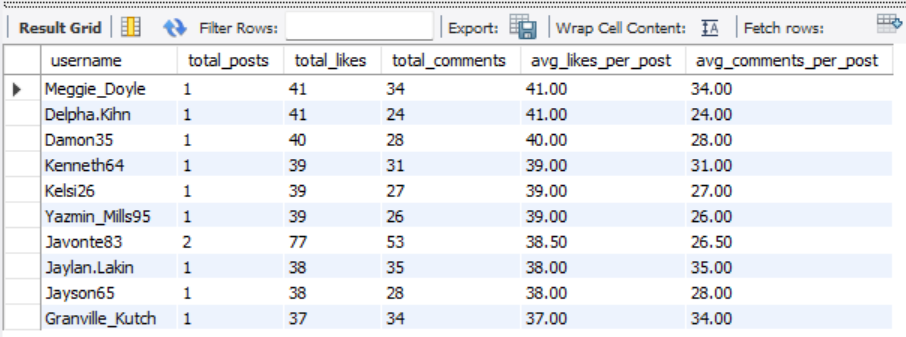 Result Grid Filter Rows: Export: Wrap Cell Content: IA Fetch rows:
username total_posts total_likes total_comments avg_likes_per_post avg_comments_per_post
Meggie_Doyle 1 41 34 41.00 34.00
Delpha.Kihn 1 41 24 41.00 24.00
Damon35 1 40 28 40.00 28.00
Kenneth64 1 39 31 39.00 31.00
Kelsi26 1 39 27 39.00 27.00
Yazmin_Mills95 1 39 26 39.00 26.00
Javonte83 2 77 53 38.50 26.50
Jaylan.Lakin 1 38 35 38.00 35.00
Jayson65 1 38 28 38.00 28.00
Granville_Kutch 1 37 34 37.00 34.00